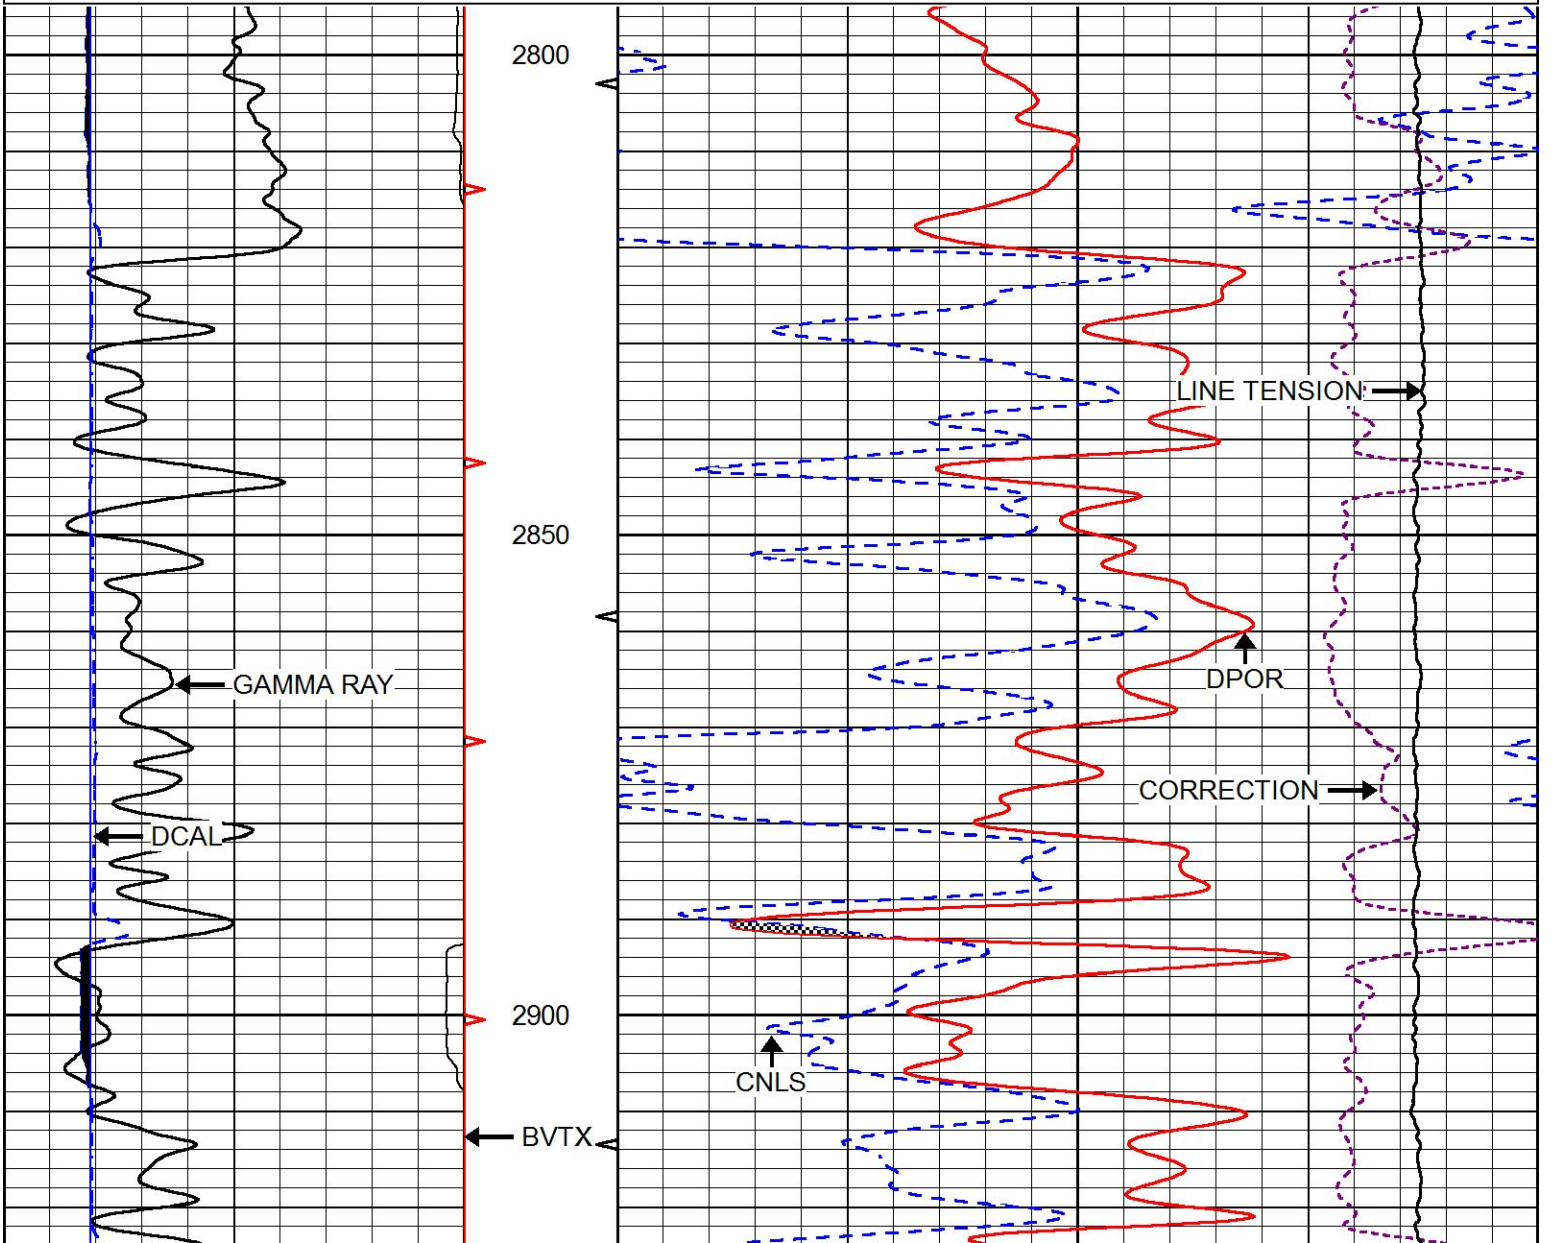 2800
LINE TENSION
2850
DPOR
GAMMA RAY
CORRECTION
DCAL
2900
CNLS
BVTX